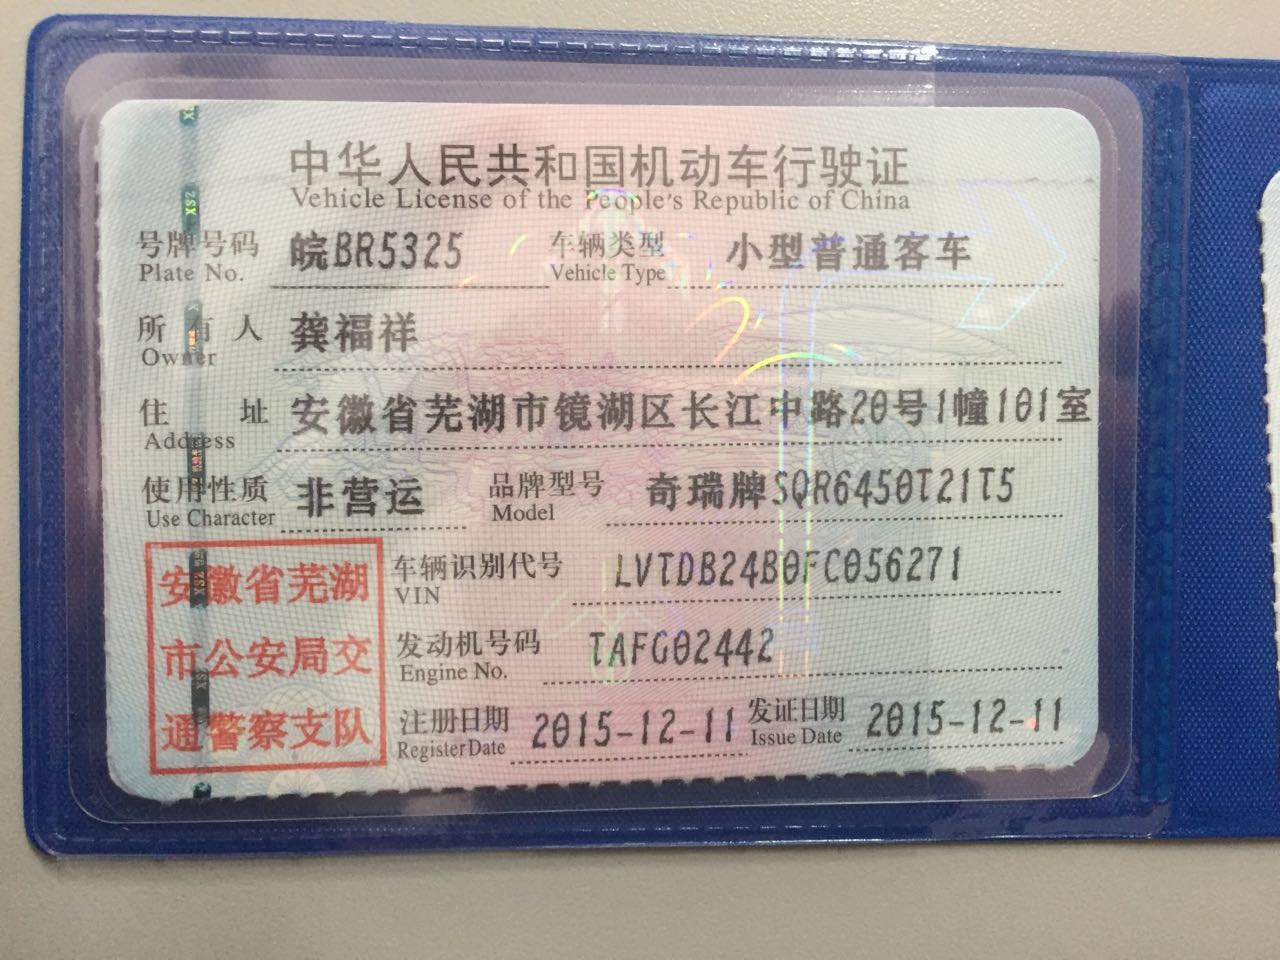 中华人民共和国机动车行驶证
Vehicle License of the People's Republic of China
号牌号码 皖BR5325 车辆类型 小型普通客车
Plate No. Vehicle Type
所有人 龚福祥
Owner
住址 安徽省芜湖市镜湖区长江中路20号1幢101室
Address
使用性质 非营运 品牌型号 奇瑞牌SQR6450T21T5
Use Character Model
安徽省芜湖
市公安局交
通警察支队
车辆识别代号 LVTDB24B0FC056271
VIN
发动机号码 TAFG02442
Engine No.
注册日期 2015-12-11 发证日期 2015-12-11
Register Date Issue Date